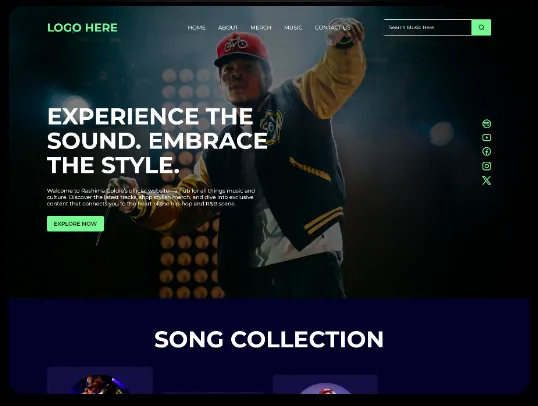 LOGO HERE
HOME ABOUT MERCH MUSIC CONTACT US
Search Music Here
EXPERIENCE THE
SOUND. EMBRACE
THE STYLE.
Welcome to Rashima Goldie's official website—a hub for all things music and
culture. Discover the latest tracks, shop stylish merch, and dive into exclusive
content that connects you to the heart of the hip-hop and R&B scene.
EXPLORE NOW
SONG COLLECTION